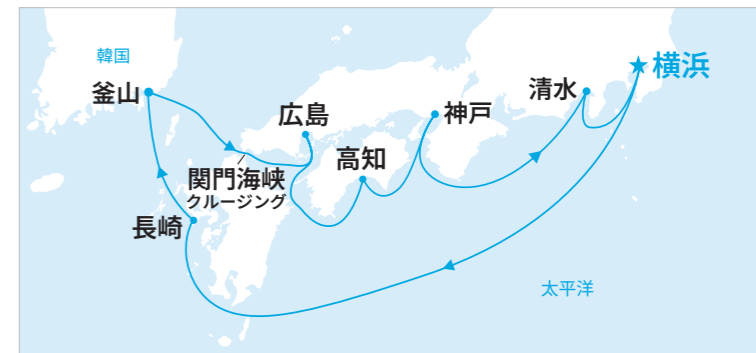 韓国
釜山
広島
高知
神戸
清水
横浜
関門海峡
クルージング
長崎
太平洋